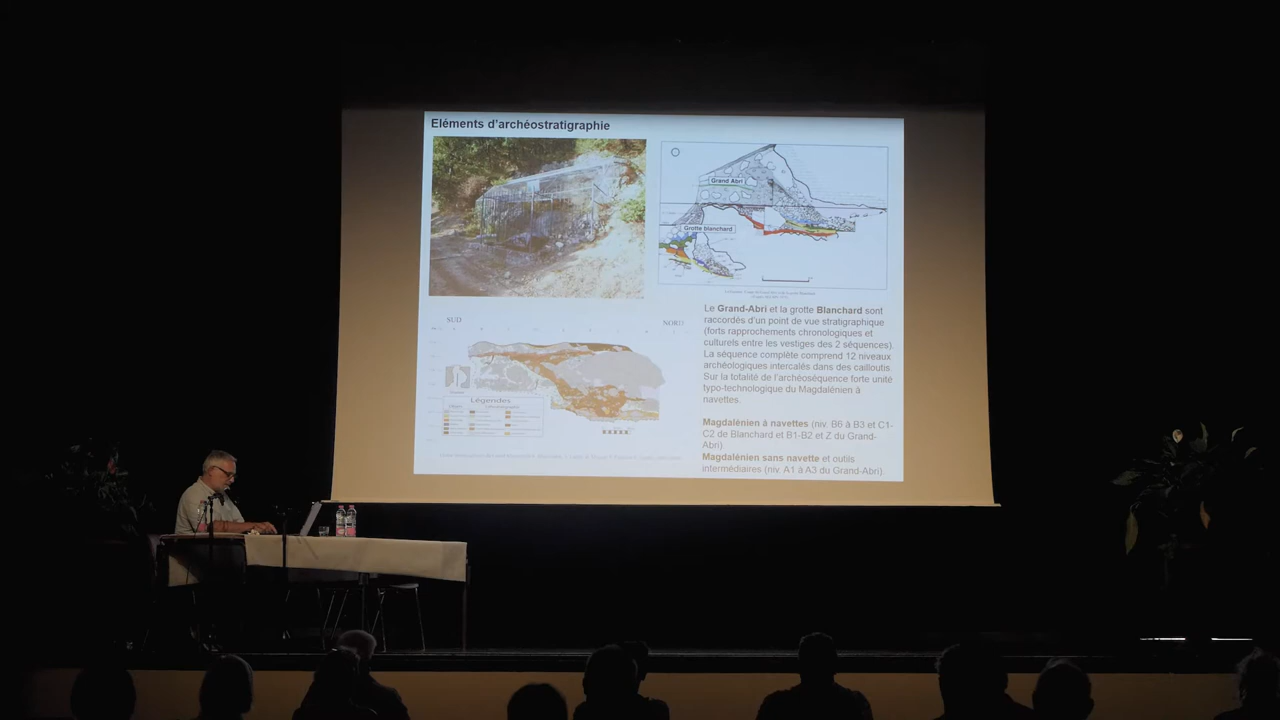 Eléments d'archéostratigraphie
Grand Abri
Grotte blanchard
SUD
NORD
Légendes
Le Grand-Abri et la grotte Blanchard sont
raccordés d'un point de vue stratigraphique
(forts rapprochements chronologiques et
culturels entre les vestiges des 2 séquences).
La séquence complète comprend 12 niveaux
archéologiques intercalés dans des cailloutis.
Sur la totalité de l'archéoséquence forte unité
typo-technologique du Magdalénien à
navettes.
Magdalénien à navettes (niv. B6 à B3 et C1-
C2 de Blanchard et B1-B2 et Z du Grand-
Abri)
Magdalénien sans navette et outils
intermédiaires (niv. A1 à A3 du Grand-Abri).